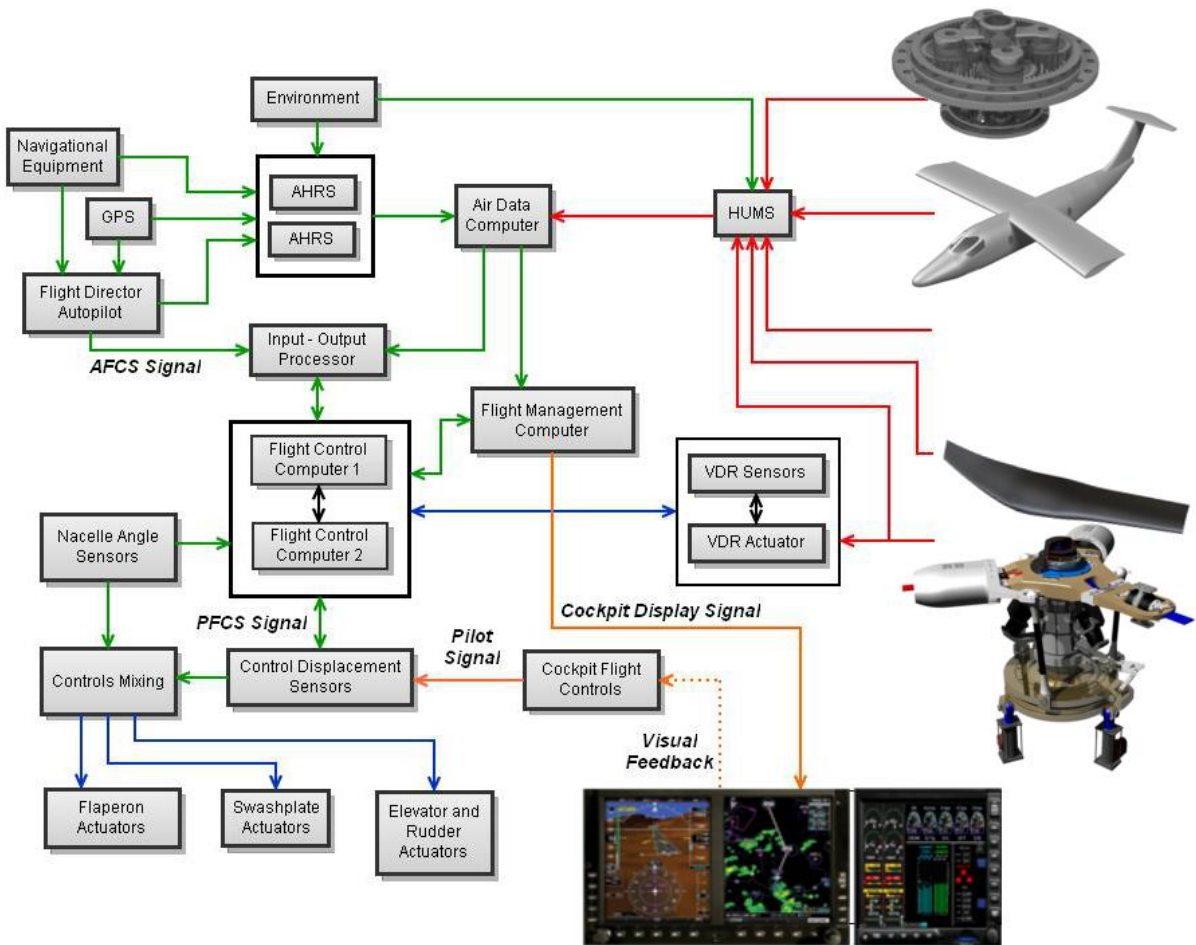 Environment
Navigational
Equipment
AHRS
GPS
AHRS
Air Data
Computer
HUMS
Flight Director
Autopilot
AFCS Signal
Input - Output
Processor
Flight Management
Computer
Flight Control
Computer 1
VDR Sensors
Nacelle Angle
Sensors
Flight Control
Computer 2
VDR Actuator
PFCS Signal
Cockpit Display Signal
Pilot
Signal
Controls Mixing
Control Displacement
Sensors
Cockpit Flight
Controls
Visual
Feedback
Flaperon
Actuators
Swashplate
Actuators
Elevator and
Rudder
Actuators